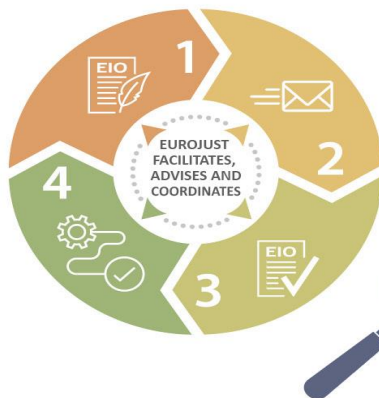 EIO
1
2
EIO
3
4
EUROJUST
FACILITATES,
ADVISES AND
COORDINATES